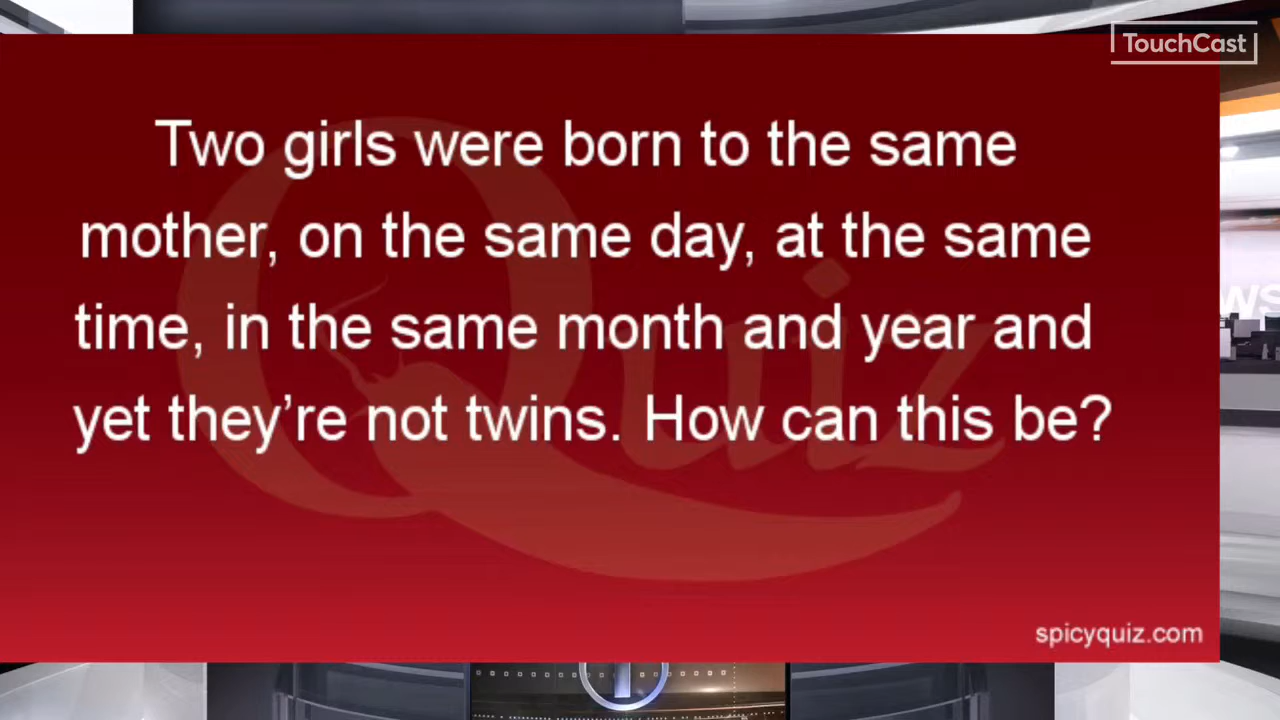 TouchCast
Two girls were born to the same
mother, on the same day, at the same
time, in the same month and year and
yet they’re not twins. How can this be?
Quiz
spicyquiz.com